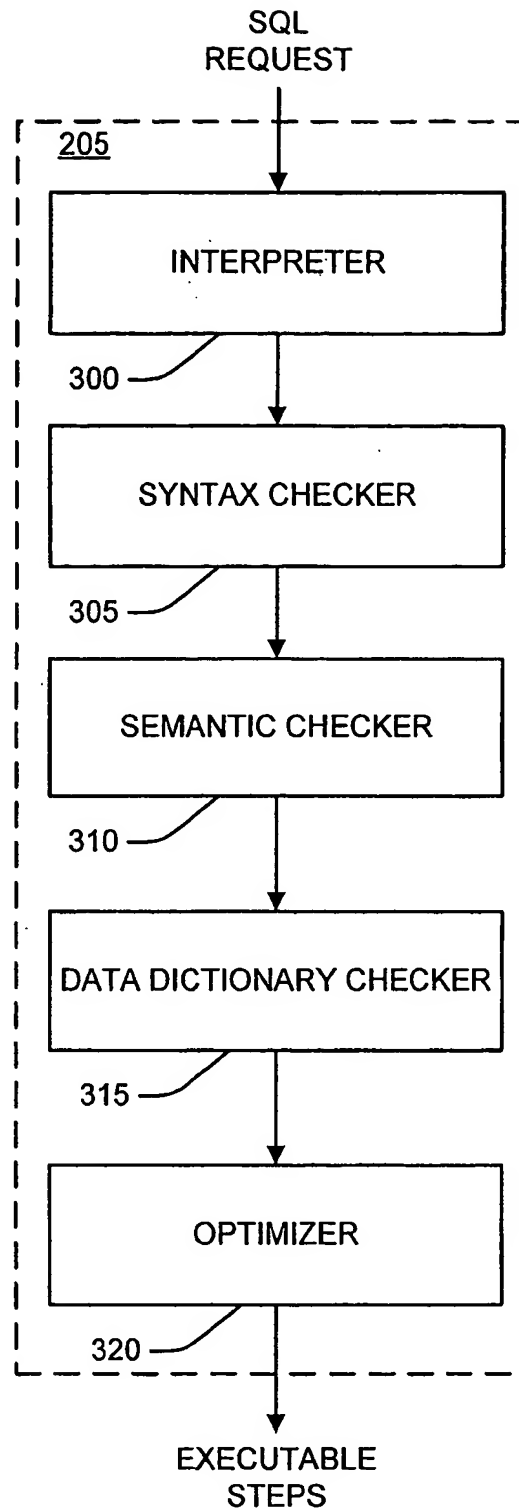 SQL
REQUEST
205
INTERPRETER
300
SYNTAX CHECKER
305
SEMANTIC CHECKER
310
DATA DICTIONARY CHECKER
315
OPTIMIZER
320
EXECUTABLE
STEPS